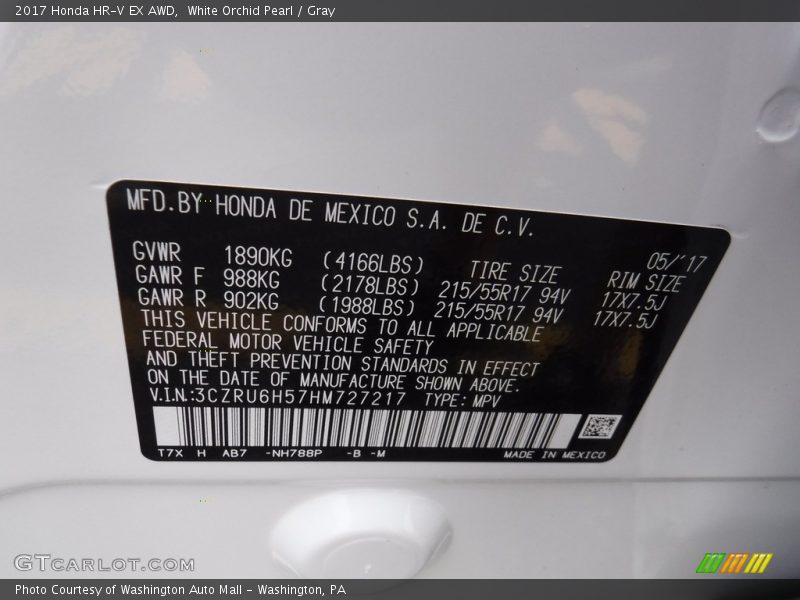 2017 Honda HR-V EX AWD, White Orchid Pearl / Gray
MFD.BY HONDA DE MEXICO S.A. DE C.V.
05/'17
GVWR 1890KG (4166LBS) TIRE SIZE RIM SIZE
GAWR F 988KG (2178LBS) 215/55R17 94V 17X7.5J
GAWR R 902KG (1988LBS) 215/55R17 94V 17X7.5J
THIS VEHICLE CONFORMS TO ALL APPLICABLE
FEDERAL MOTOR VEHICLE SAFETY
AND THEFT PREVENTION STANDARDS IN EFFECT
ON THE DATE OF MANUFACTURE SHOWN ABOVE.
V.I.N.:3CZRU6H57HM727217 TYPE: MPV
T7X H AB7 -NH788P -B -M MADE IN MEXICO
GTCARLOT.COM
Photo Courtesy of Washington Auto Mall - Washington, PA